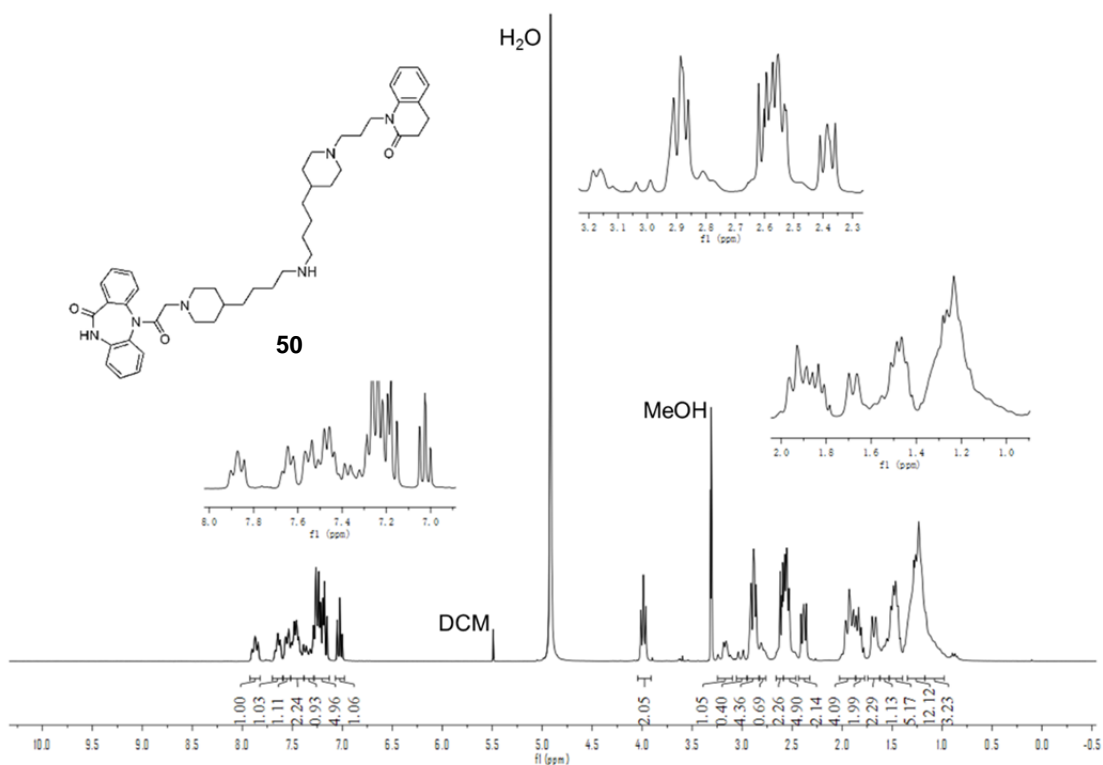 H₂O
N
O
N
3.2 3.1 3.0 2.9 2.8 2.7 2.6 2.5 2.4 2.3
f1 (ppm)
NH
O
N
N
HN
O
50
MeOH
2.0 1.8 1.6 1.4 1.2 1.0
f1 (ppm)
8.0 7.8 7.6 7.4 7.2 7.0
f1 (ppm)
DCM
1.00 1.03 1.11 2.24 0.93 4.96 1.06 2.05 1.05 0.40 4.36 0.69 2.26 4.90 2.14 4.09 1.99 2.29 1.13 5.17 12.12 3.23
10.0 9.5 9.0 8.5 8.0 7.5 7.0 6.5 6.0 5.5 5.0 4.5 4.0 3.5 3.0 2.5 2.0 1.5 1.0 0.5 0.0 -0.5
f1 (ppm)